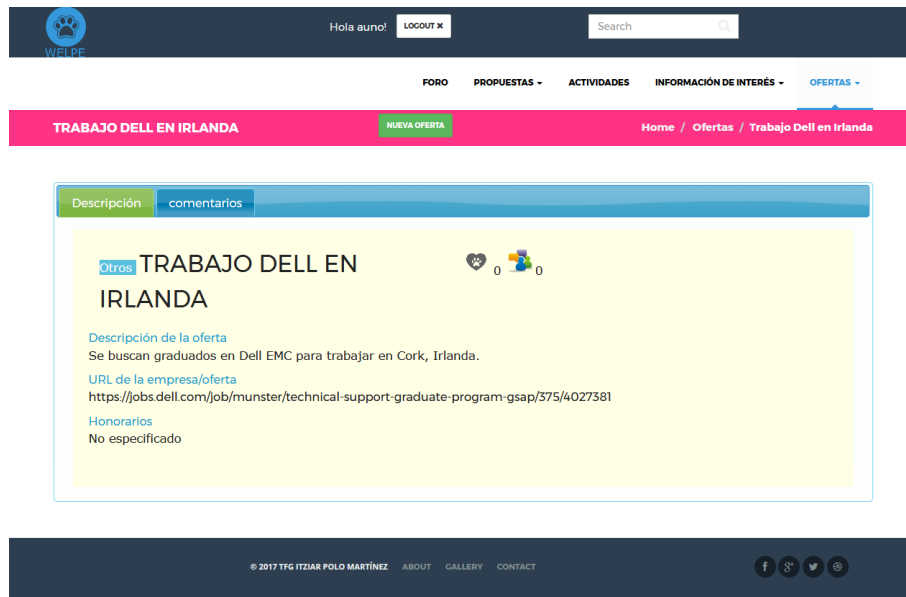 WELPE
Hola auno! LOGOUT ✖ Search
FORO PROPUESTAS ACTIVIDADES INFORMACIÓN DE INTERÉS OFERTAS
TRABAJO DELL EN IRLANDA NUEVA OFERTA Home / Ofertas / Trabajo Dell en Irlanda
Descripción comentarios
Otros TRABAJO DELL EN 0 0
IRLANDA
Descripción de la oferta
Se buscan graduados en Dell EMC para trabajar en Cork, Irlanda.
URL de la empresa/oferta
https://jobs.dell.com/job/munster/technical-support-graduate-program-gsap/375/4027381
Honorarios
No especificado
© 2017 TFG ITZIAR POLO MARTÍNEZ ABOUT GALLERY CONTACT